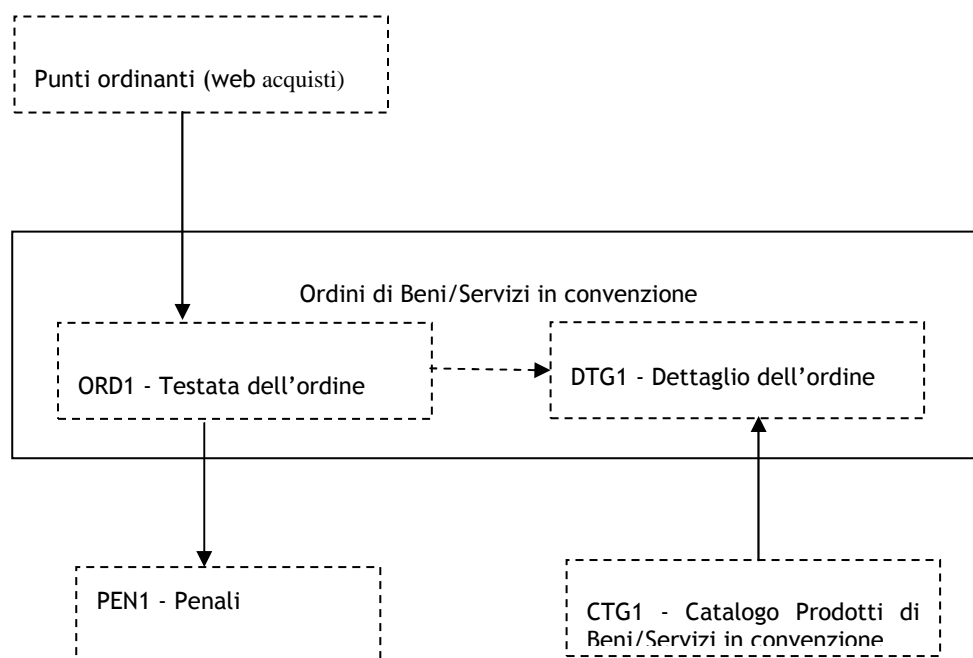 Punti ordinanti (web acquisti)
Ordini di Beni/Servizi in convenzione
ORD1 - Testata dell’ordine
DTG1 - Dettaglio dell’ordine
PEN1 - Penali
CTG1 - Catalogo Prodotti di
Beni/Servizi in convenzione